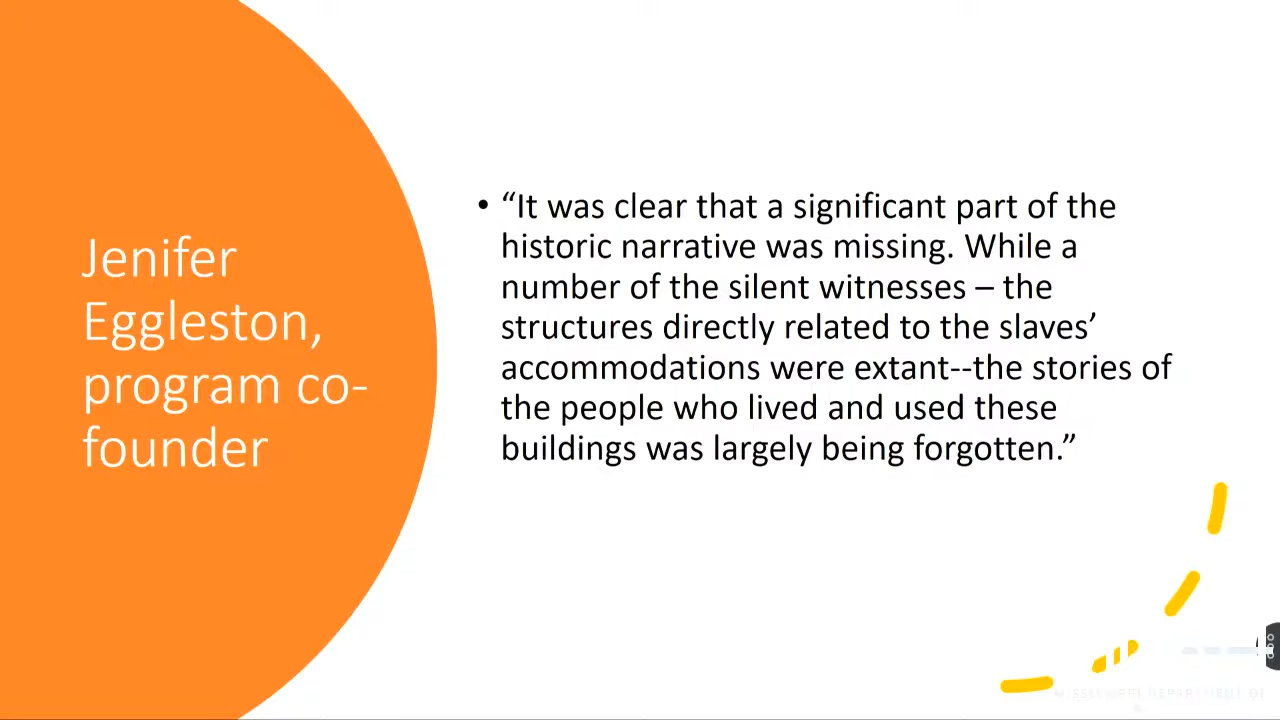 Jenifer
Eggleston,
program co-
founder
• “It was clear that a significant part of the
historic narrative was missing. While a
number of the silent witnesses – the
structures directly related to the slaves’
accommodations were extant--the stories of
the people who lived and used these
buildings was largely being forgotten.”